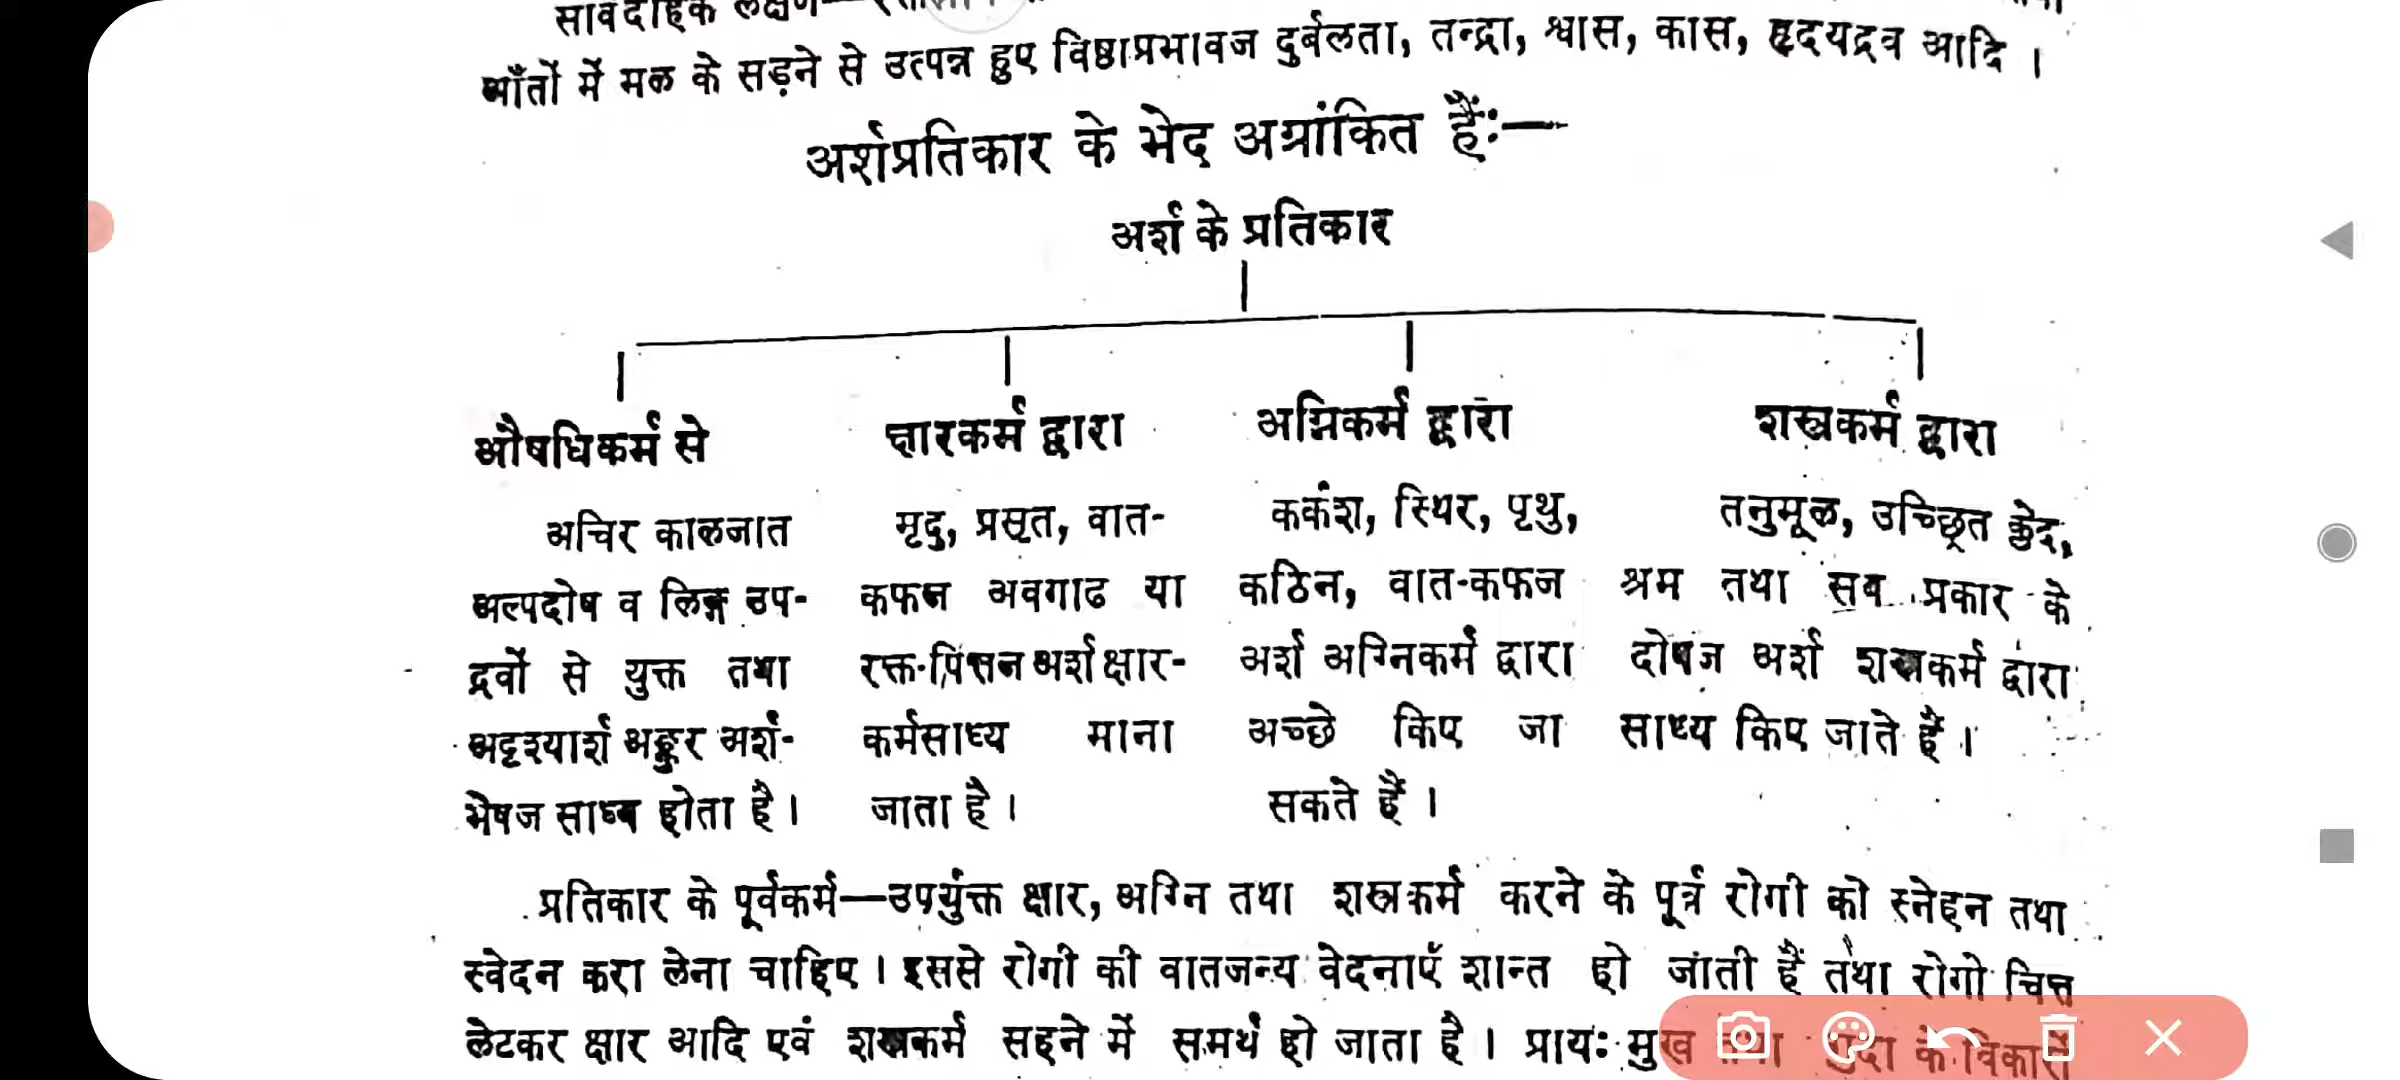 सार्वदैहिक लक्षण—
आँतों में मल के सड़ने से उत्पन्न हुए विष्ठाप्रभावज दुर्बलता, तन्द्रा, श्वास, कास, हृदयद्रव आदि ।
अर्शप्रतिकार के भेद अग्रांकित हैं:—
अर्श के प्रतिकार
औषधिकर्म से क्षारकर्म द्वारा अग्निकर्म द्वारा शस्त्रकर्म द्वारा
अचिर कालजात मृदु, प्रसृत, वात- कर्कश, स्थिर, पृथु, तनुमूल, उच्छ्रित क्लेद,
अल्पदोष व लिङ्ग उप- कफज अवगाढ या कठिन, वात-कफज श्रम तथा सब प्रकार के
द्रवों से युक्त तथा रक्त-पित्तज अर्श क्षार- अर्श अग्निकर्म द्वारा दोषज अर्श शस्त्रकर्म द्वारा
अदृश्यार्श अङ्कुर अर्श- कर्मसाध्य माना अच्छे किए जा साध्य किए जाते हैं ।
भेषज साध्य होता है । जाता है । सकते हैं ।
प्रतिकार के पूर्वकर्म—उपर्युक्त क्षार, अग्नि तथा शस्त्रकर्म करने के पूर्व रोगी को स्नेहन तथा
स्वेदन करा लेना चाहिए । इससे रोगी की वातजन्य वेदनाएँ शान्त हो जाती हैं तथा रोगी चित्त
लेटकर क्षार आदि एवं शस्त्रकर्म सहने में समर्थ हो जाता है । प्रायः मुख तथा गुदा के विकारों